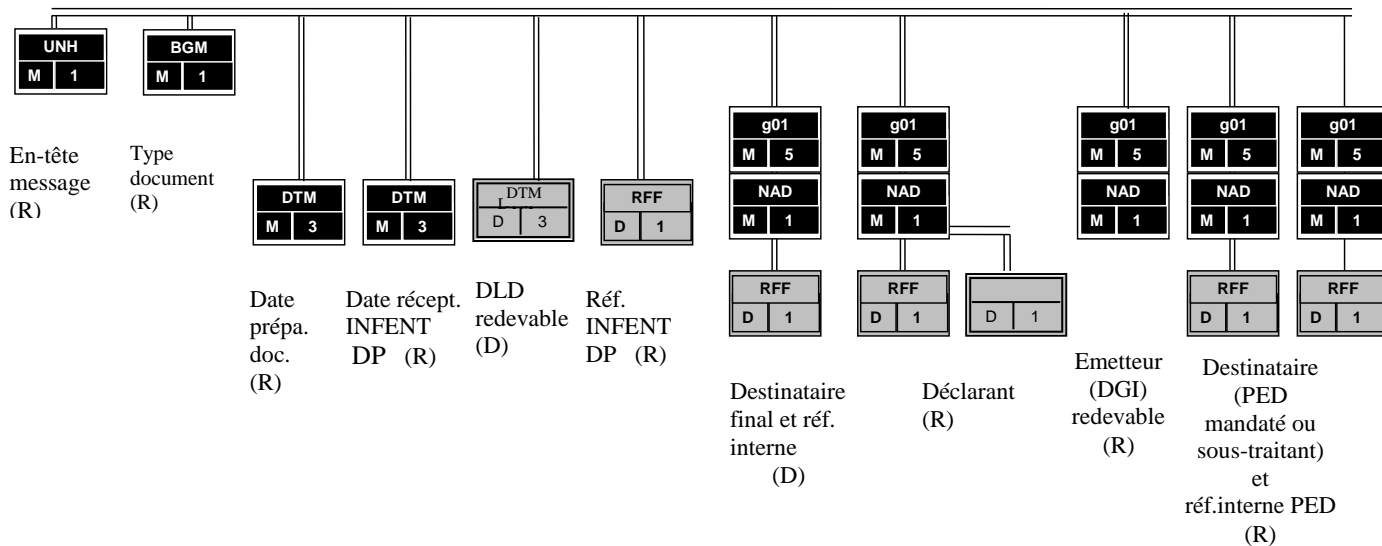 UNH
M 1
BGM
M 1
En-tête
message
(R)
Type
document
(R)
DTM
M 3
DTM
M 3
DTM
D 3
RFF
D 1
Date
prépa.
doc.
(R)
Date récept.
INFENT
DP (R)
DLD
redevable
(D)
Réf.
INFENT
DP (R)
g01
M 5
NAD
M 1
RFF
D 1
g01
M 5
NAD
M 1
RFF
D 1
D 1
g01
M 5
NAD
M 1
g01
M 5
NAD
M 1
RFF
D 1
g01
M 5
NAD
M 1
RFF
D 1
Destinataire
final et réf.
interne
(D)
Déclarant
(R)
Emetteur
(DGI)
redevable
(R)
Destinataire
(PED
mandaté ou
sous-traitant)
et
réf.interne PED
(R)